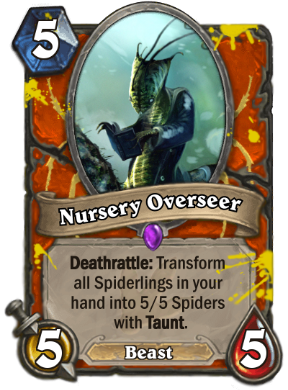 5
Nursery Overseer
Deathrattle: Transform
all Spiderlings in your
hand into 5/5 Spiders
with Taunt.
5
Beast
5